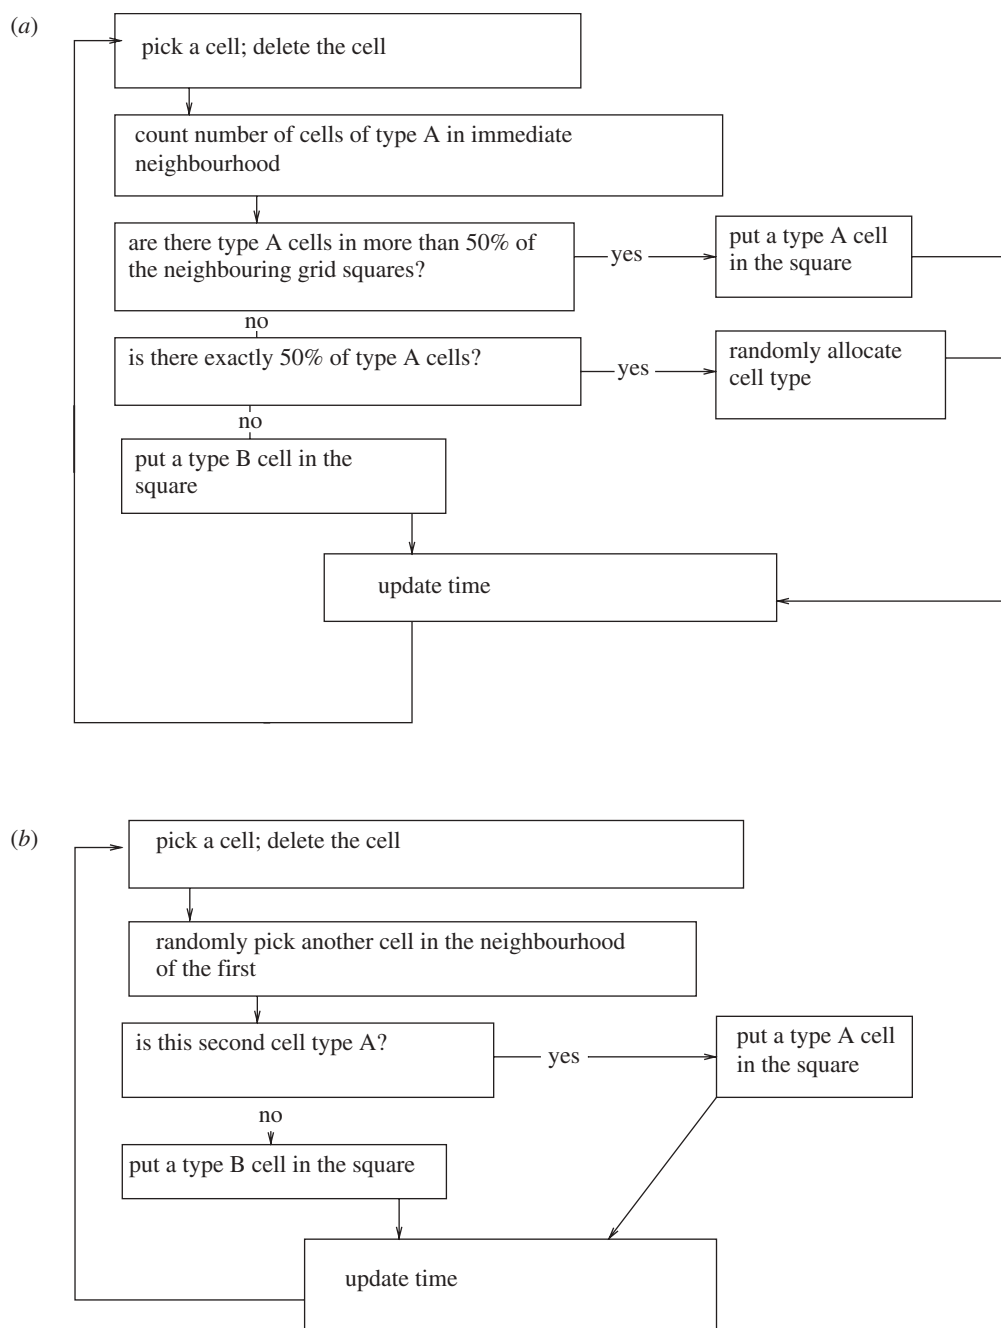 (a)
pick a cell; delete the cell
count number of cells of type A in immediate
neighbourhood
are there type A cells in more than 50% of
the neighbouring grid squares?
yes
put a type A cell
in the square
no
is there exactly 50% of type A cells?
yes
randomly allocate
cell type
no
put a type B cell in the
square
update time
(b)
pick a cell; delete the cell
randomly pick another cell in the neighbourhood
of the first
is this second cell type A?
yes
put a type A cell
in the square
no
put a type B cell in the square
update time